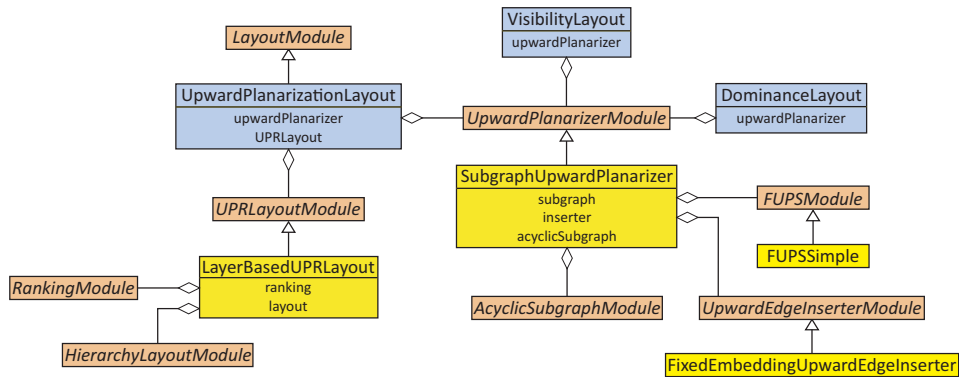 VisibilityLayout
upwardPlanarizer
LayoutModule
UpwardPlanarizationLayout
upwardPlanarizer
UPRLayout
UpwardPlanarizerModule
DominanceLayout
upwardPlanarizer
SubgraphUpwardPlanarizer
subgraph
inserter
acyclicSubgraph
FUPSModule
FUPSSimple
UPRLayoutModule
LayerBasedUPRLayout
ranking
layout
RankingModule
HierarchyLayoutModule
AcyclicSubgraphModule
UpwardEdgeInserterModule
FixedEmbeddingUpwardEdgeInserter